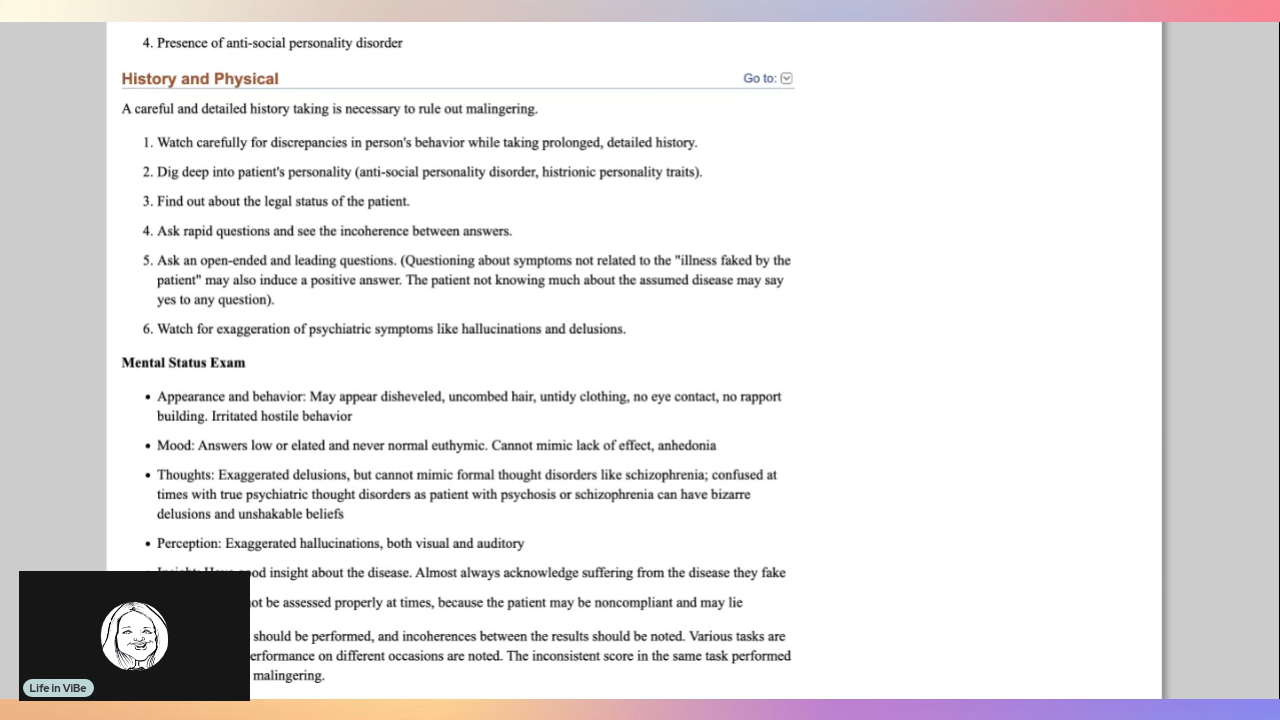 4. Presence of anti-social personality disorder
History and Physical
Go to:
A careful and detailed history taking is necessary to rule out malingering.
1. Watch carefully for discrepancies in person's behavior while taking prolonged, detailed history.
2. Dig deep into patient's personality (anti-social personality disorder, histrionic personality traits).
3. Find out about the legal status of the patient.
4. Ask rapid questions and see the incoherence between answers.
5. Ask an open-ended and leading questions. (Questioning about symptoms not related to the "illness faked by the
patient" may also induce a positive answer. The patient not knowing much about the assumed disease may say
yes to any question).
6. Watch for exaggeration of psychiatric symptoms like hallucinations and delusions.
Mental Status Exam
• Appearance and behavior: May appear disheveled, uncombed hair, untidy clothing, no eye contact, no rapport
building. Irritated hostile behavior
• Mood: Answers low or elated and never normal euthymic. Cannot mimic lack of effect, anhedonia
• Thoughts: Exaggerated delusions, but cannot mimic formal thought disorders like schizophrenia; confused at
times with true psychiatric thought disorders as patient with psychosis or schizophrenia can have bizarre
delusions and unshakable beliefs
• Perception: Exaggerated hallucinations, both visual and auditory
insight about the disease. Almost always acknowledge suffering from the disease they fake
be assessed properly at times, because the patient may be noncompliant and may lie
should be performed, and incoherences between the results should be noted. Various tasks are
on different occasions are noted. The inconsistent score in the same task performed
malingering.
Life in ViBe